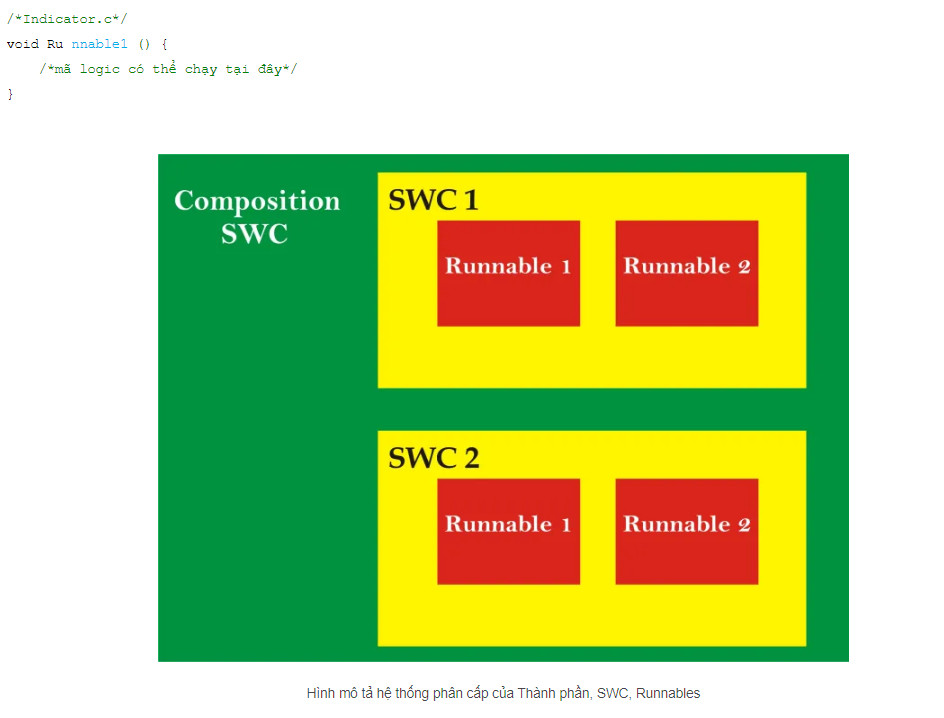 /*Indicator.c*/
void Ru nnable1 () {
/*mã logic có thể chạy tại đây*/
}
Composition
SWC
SWC 1
Runnable 1
Runnable 2
SWC 2
Runnable 1
Runnable 2
Hình mô tả hệ thống phân cấp của Thành phần, SWC, Runnables